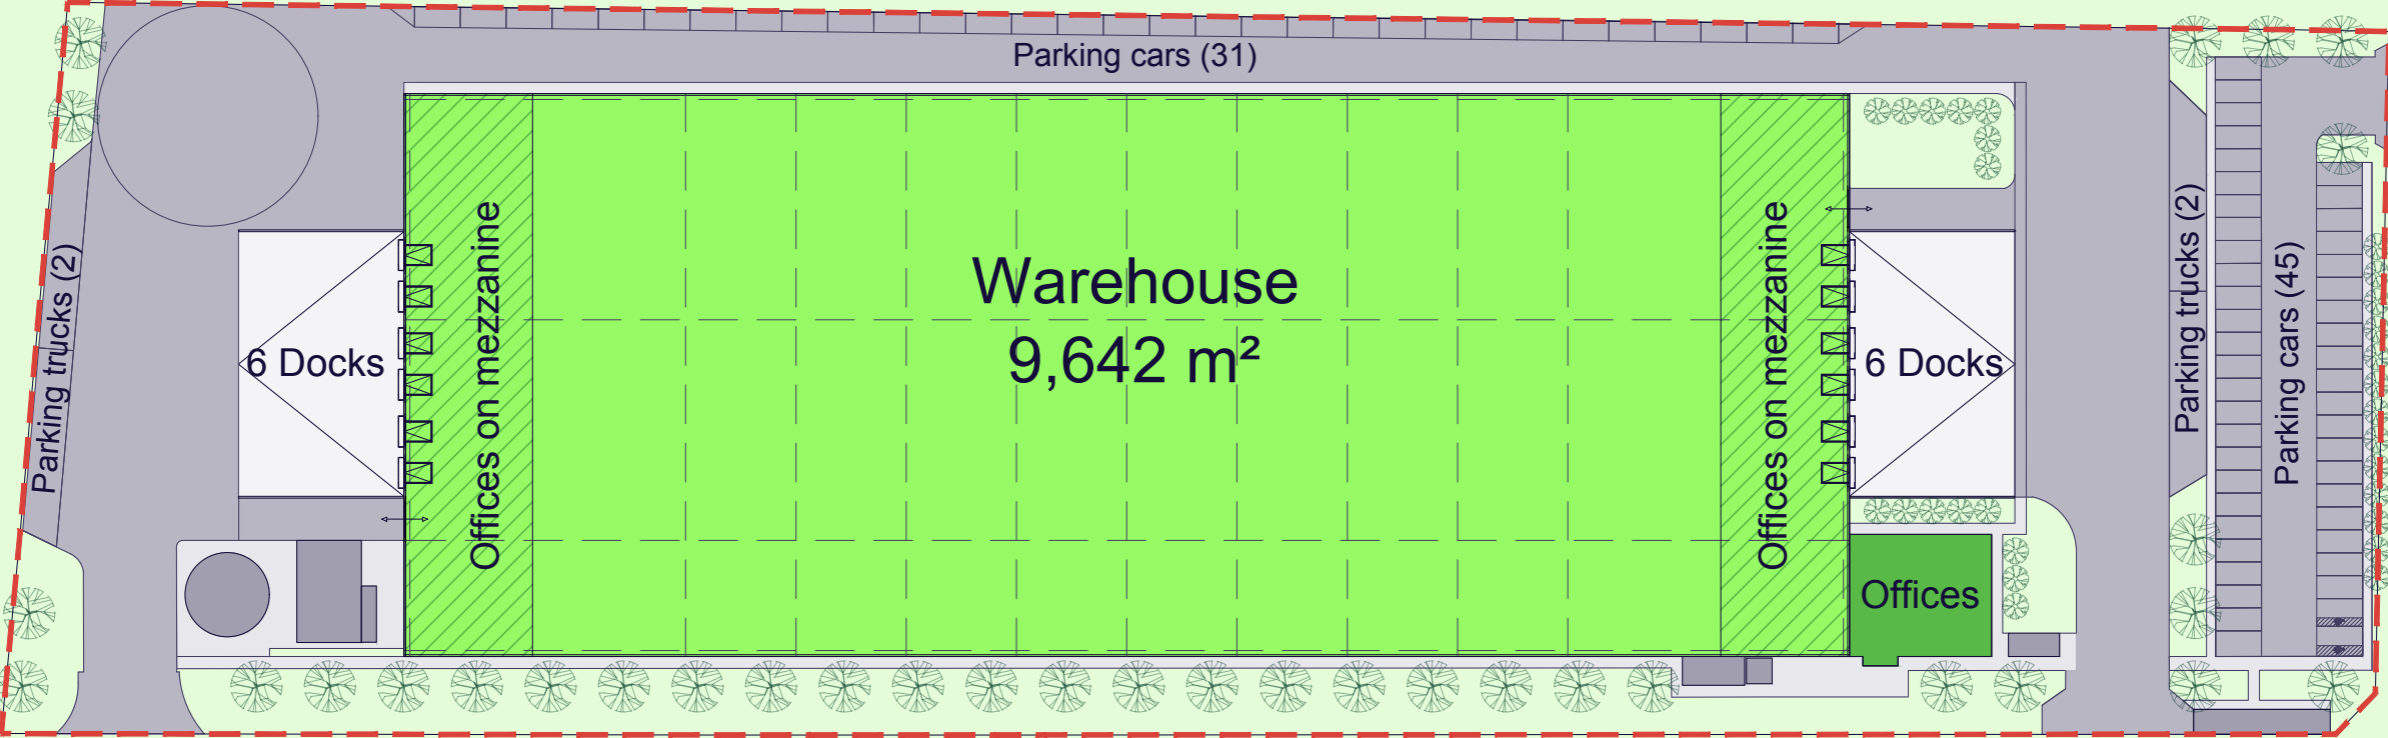 Parking cars (31)
Parking trucks (2)
6 Docks
Offices on mezzanine
Warehouse
9,642 m²
Offices on mezzanine
6 Docks
Offices
Parking trucks (2)
Parking cars (45)